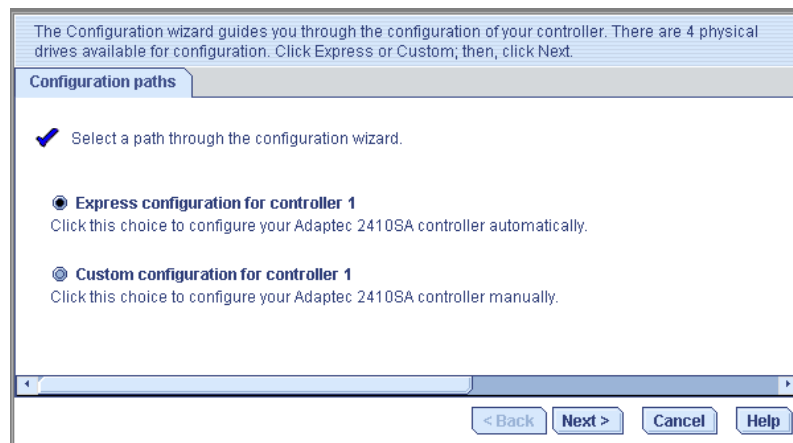 The Configuration wizard guides you through the configuration of your controller. There are 4 physical
drives available for configuration. Click Express or Custom; then, click Next.
Configuration paths
Select a path through the configuration wizard.
Express configuration for controller 1
Click this choice to configure your Adaptec 2410SA controller automatically.
Custom configuration for controller 1
Click this choice to configure your Adaptec 2410SA controller manually.
< Back Next > Cancel Help